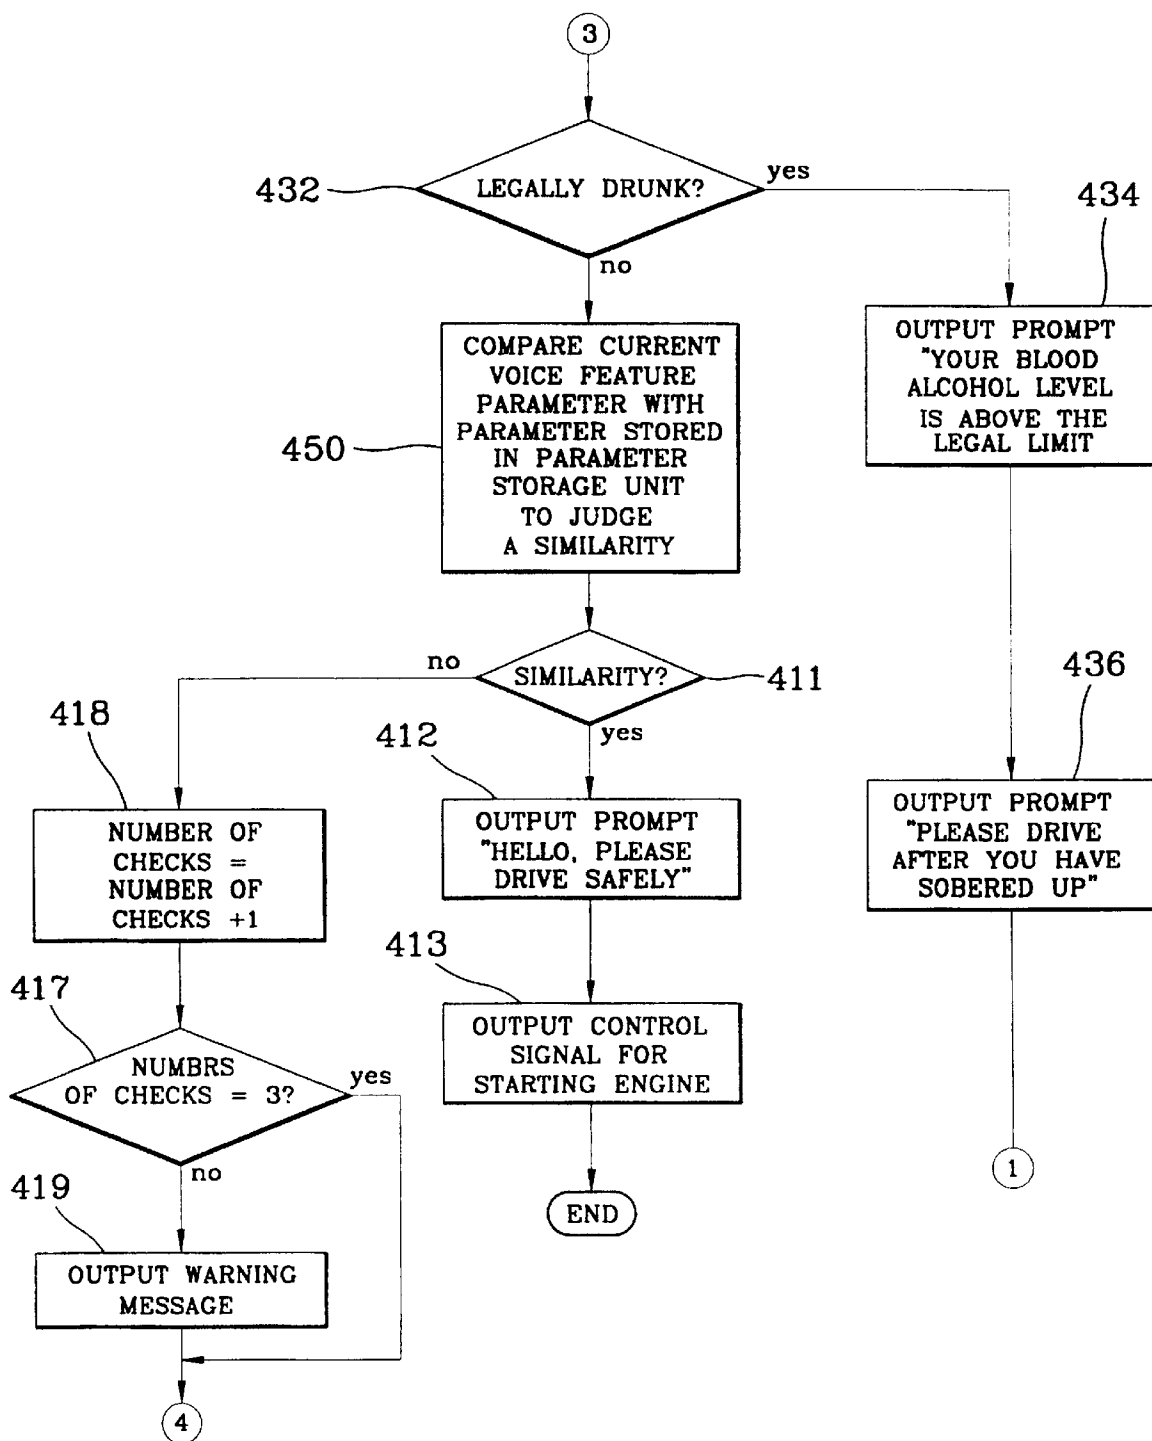 3
432
LEGALLY DRUNK?
yes
no
434
OUTPUT PROMPT
"YOUR BLOOD
ALCOHOL LEVEL
IS ABOVE THE
LEGAL LIMIT
450
COMPARE CURRENT
VOICE FEATURE
PARAMETER WITH
PARAMETER STORED
IN PARAMETER
STORAGE UNIT
TO JUDGE
A SIMILARITY
no
SIMILARITY?
411
yes
436
OUTPUT PROMPT
"PLEASE DRIVE
AFTER YOU HAVE
SOBERED UP"
1
418
NUMBER OF
CHECKS =
NUMBER OF
CHECKS +1
412
OUTPUT PROMPT
"HELLO, PLEASE
DRIVE SAFELY"
413
OUTPUT CONTROL
SIGNAL FOR
STARTING ENGINE
END
417
NUMBRS
OF CHECKS = 3?
yes
no
419
OUTPUT WARNING
MESSAGE
4